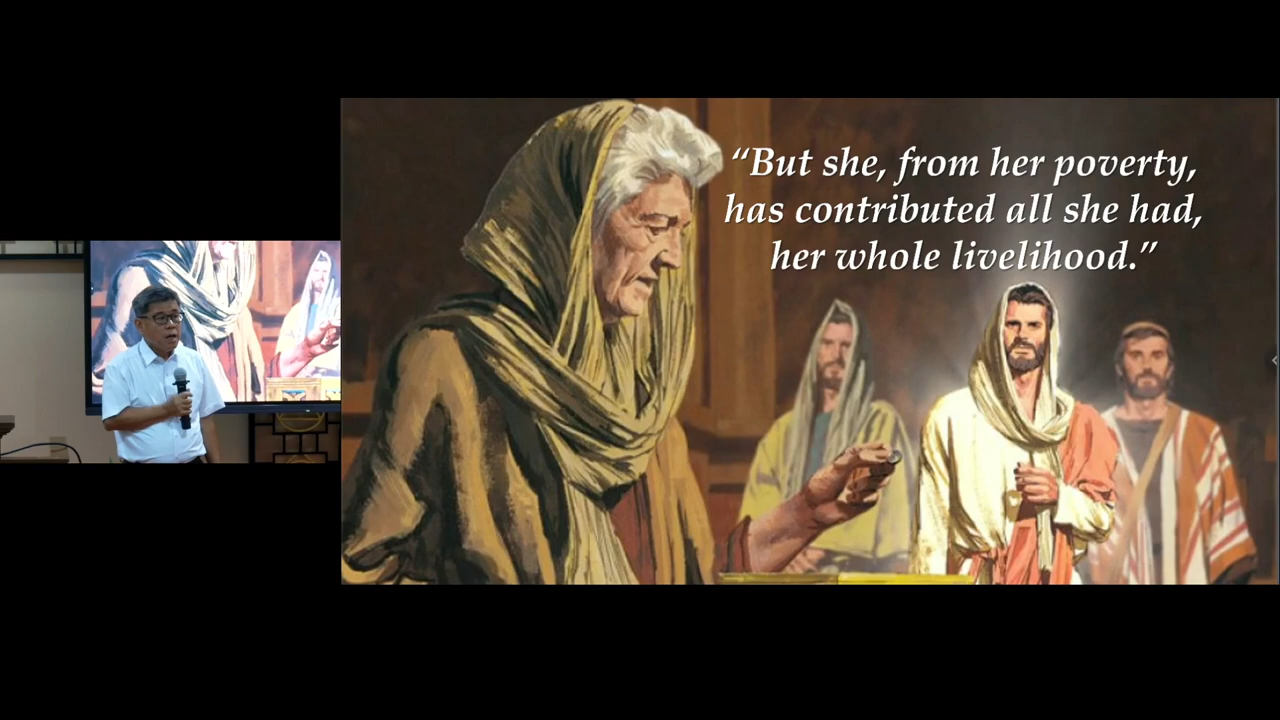 “But she, from her poverty,
has contributed all she had,
her whole livelihood.”